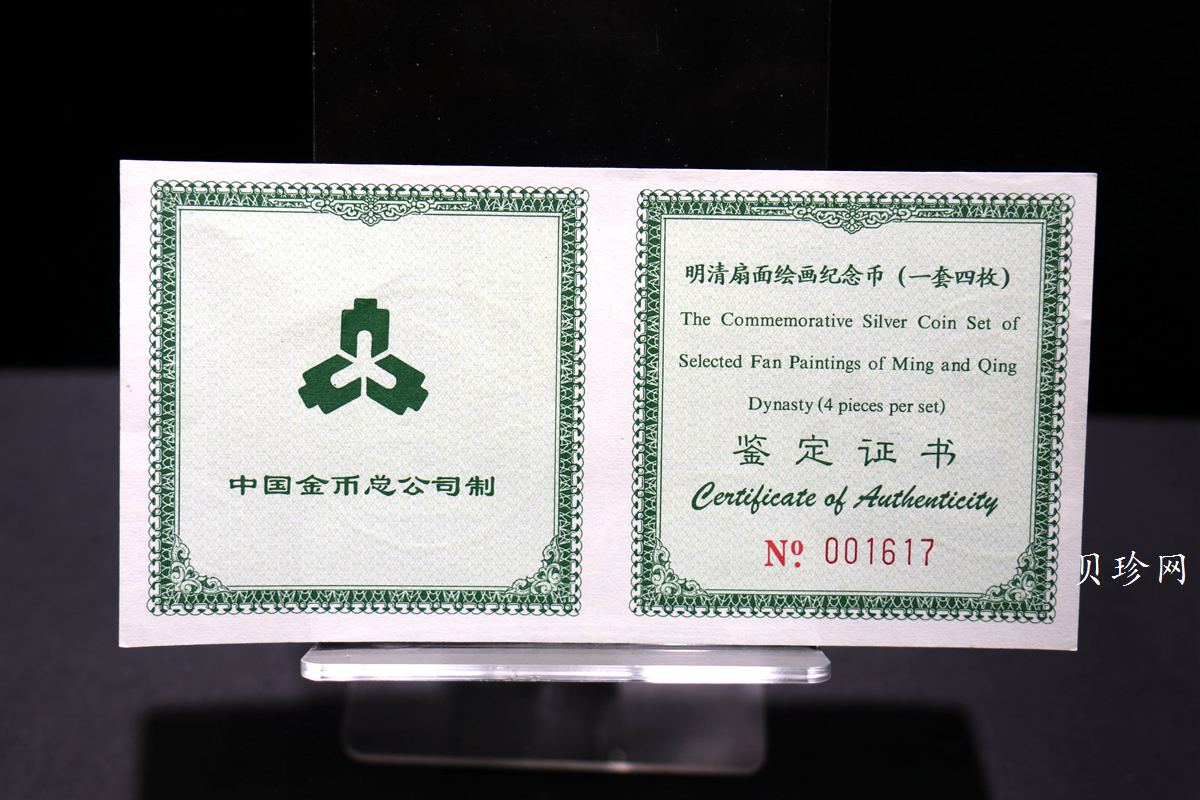 中国金币总公司制
明清扇面绘画纪念币（一套四枚）
The Commemorative Silver Coin Set of
Selected Fan Paintings of Ming and Qing
Dynasty (4 pieces per set)
鉴定证书
Certificate of Authenticity
Nº. 001617
贝珍网